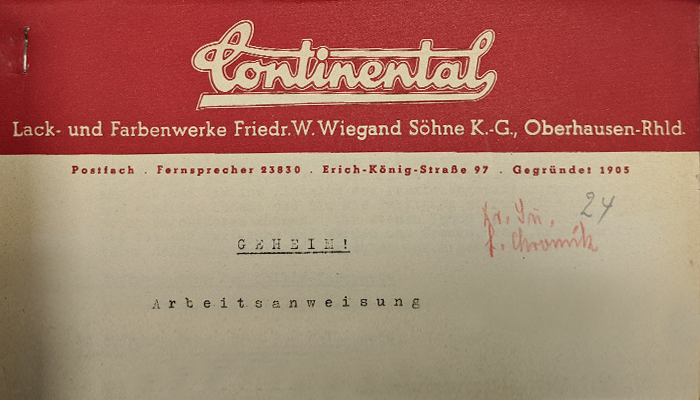 Continental
Lack- und Farbenwerke Friedr. W. Wiegand Söhne K.-G., Oberhausen-Rhld.
Postfach . Fernsprecher 23830 . Erich-König-Straße 97 . Gegründet 1905
24
f. Chromik
GEHEIM!
Arbeitsanweisung